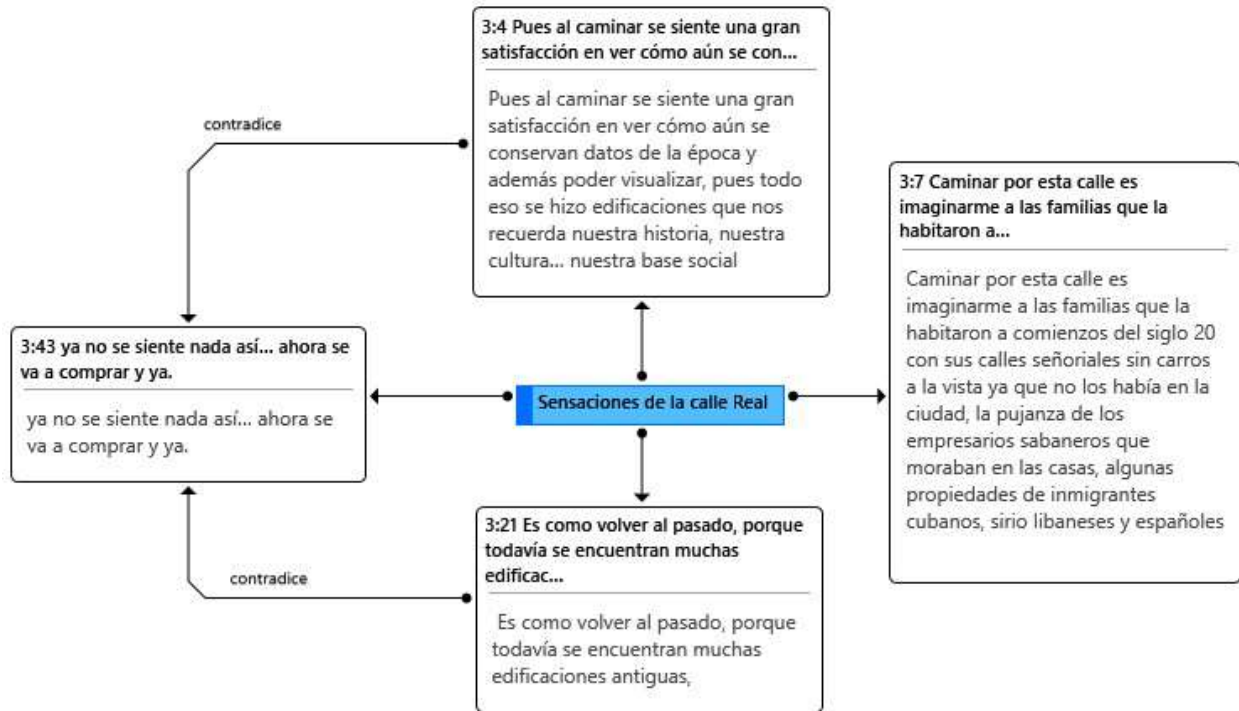 3:4 Pues al caminar se siente una gran
satisfacción en ver cómo aún se con...
Pues al caminar se siente una gran
satisfacción en ver cómo aún se
conservan datos de la época y
además poder visualizar, pues todo
eso se hizo edificaciones que nos
recuerda nuestra historia, nuestra
cultura... nuestra base social
contradice
3:7 Caminar por esta calle es
imaginarme a las familias que la
habitaron a...
Caminar por esta calle es
imaginarme a las familias que la
habitaron a comienzos del siglo 20
con sus calles señoriales sin carros
a la vista ya que no los había en la
ciudad, la pujanza de los
empresarios sabaneros que
moraban en las casas, algunas
propiedades de inmigrantes
cubanos, sirio libaneses y españoles
3:43 ya no se siente nada así... ahora se
va a comprar y ya.
ya no se siente nada así... ahora se
va a comprar y ya.
Sensaciones de la calle Real
contradice
3:21 Es como volver al pasado, porque
todavía se encuentran muchas
edificac...
Es como volver al pasado, porque
todavía se encuentran muchas
edificaciones antiguas,